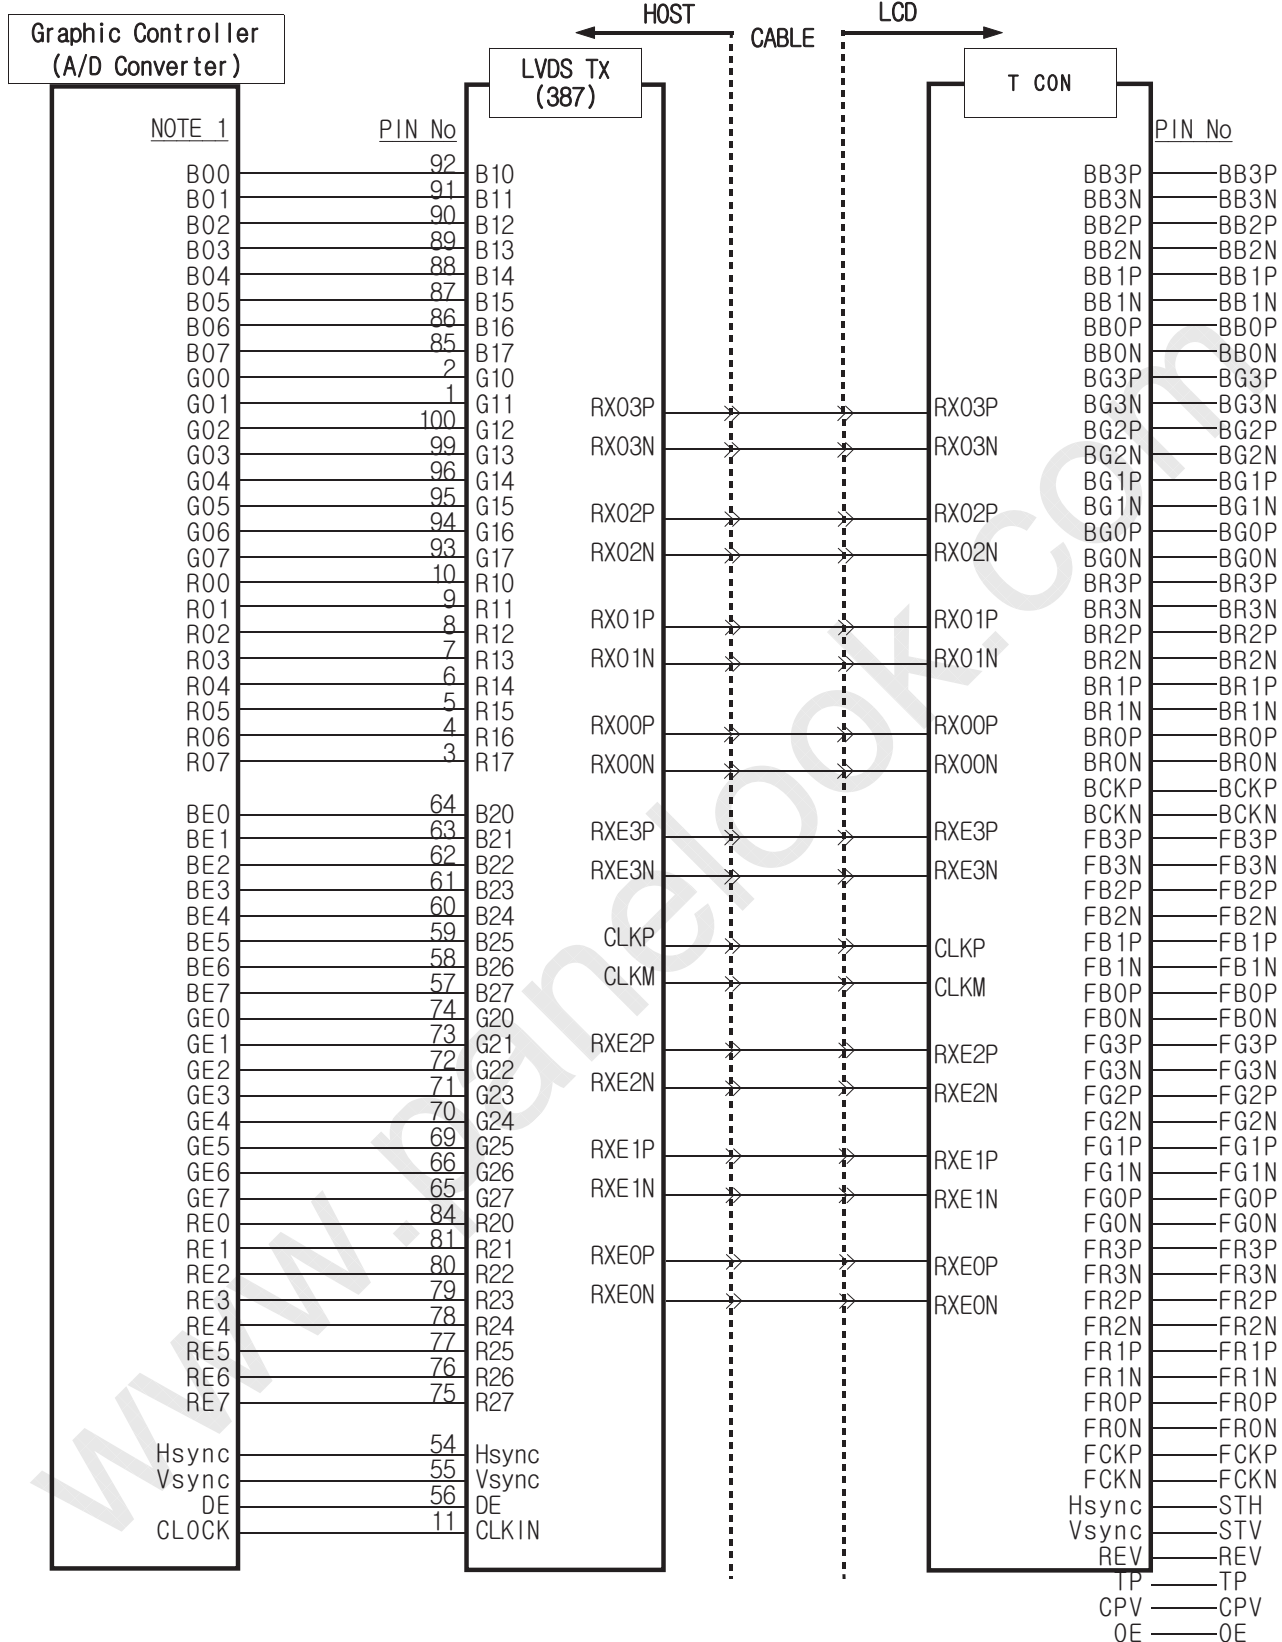 HOST LCD
CABLE
Graphic Controller
(A/D Converter)
LVDS Tx
(387)
T CON
NOTE 1 PIN No PIN No
B00 92 B10
B01 91 B11
B02 90 B12
B03 89 B13
B04 88 B14
B05 87 B15
B06 86 B16
B07 85 B17
G00 2 G10
G01 1 G11
G02 100 G12
G03 99 G13
G04 96 G14
G05 95 G15
G06 94 G16
G07 93 G17
R00 10 R10
R01 9 R11
R02 8 R12
R03 7 R13
R04 6 R14
R05 5 R15
R06 4 R16
R07 3 R17
BE0 64 B20
BE1 63 B21
BE2 62 B22
BE3 61 B23
BE4 60 B24
BE5 59 B25
BE6 58 B26
BE7 57 B27
GE0 74 G20
GE1 73 G21
GE2 72 G22
GE3 71 G23
GE4 70 G24
GE5 69 G25
GE6 66 G26
GE7 65 G27
RE0 84 R20
RE1 81 R21
RE2 80 R22
RE3 79 R23
RE4 78 R24
RE5 77 R25
RE6 76 R26
RE7 75 R27
Hsync 54 Hsync
Vsync 55 Vsync
DE 56 DE
CLOCK 11 CLKIN
RX03P RX03P
RX03N RX03N
RX02P RX02P
RX02N RX02N
RX01P RX01P
RX01N RX01N
RX00P RX00P
RX00N RX00N
RXE3P RXE3P
RXE3N RXE3N
CLKP CLKP
CLKM CLKM
RXE2P RXE2P
RXE2N RXE2N
RXE1P RXE1P
RXE1N RXE1N
RXE0P RXE0P
RXE0N RXE0N
BB3P BB3P
BB3N BB3N
BB2P BB2P
BB2N BB2N
BB1P BB1P
BB1N BB1N
BB0P BB0P
BB0N BB0N
BG3P BG3P
BG3N BG3N
BG2P BG2P
BG2N BG2N
BG1P BG1P
BG1N BG1N
BG0P BG0P
BG0N BG0N
BR3P BR3P
BR3N BR3N
BR2P BR2P
BR2N BR2N
BR1P BR1P
BR1N BR1N
BR0P BR0P
BR0N BR0N
BCKP BCKP
BCKN BCKN
FB3P FB3P
FB3N FB3N
FB2P FB2P
FB2N FB2N
FB1P FB1P
FB1N FB1N
FB0P FB0P
FB0N FB0N
FG3P FG3P
FG3N FG3N
FG2P FG2P
FG2N FG2N
FG1P FG1P
FG1N FG1N
FG0P FG0P
FG0N FG0N
FR3P FR3P
FR3N FR3N
FR2P FR2P
FR2N FR2N
FR1P FR1P
FR1N FR1N
FR0P FR0P
FR0N FR0N
FCKP FCKP
FCKN FCKN
Hsync STH
Vsync STV
REV REV
TP TP
CPV CPV
OE OE
www.panelook.com